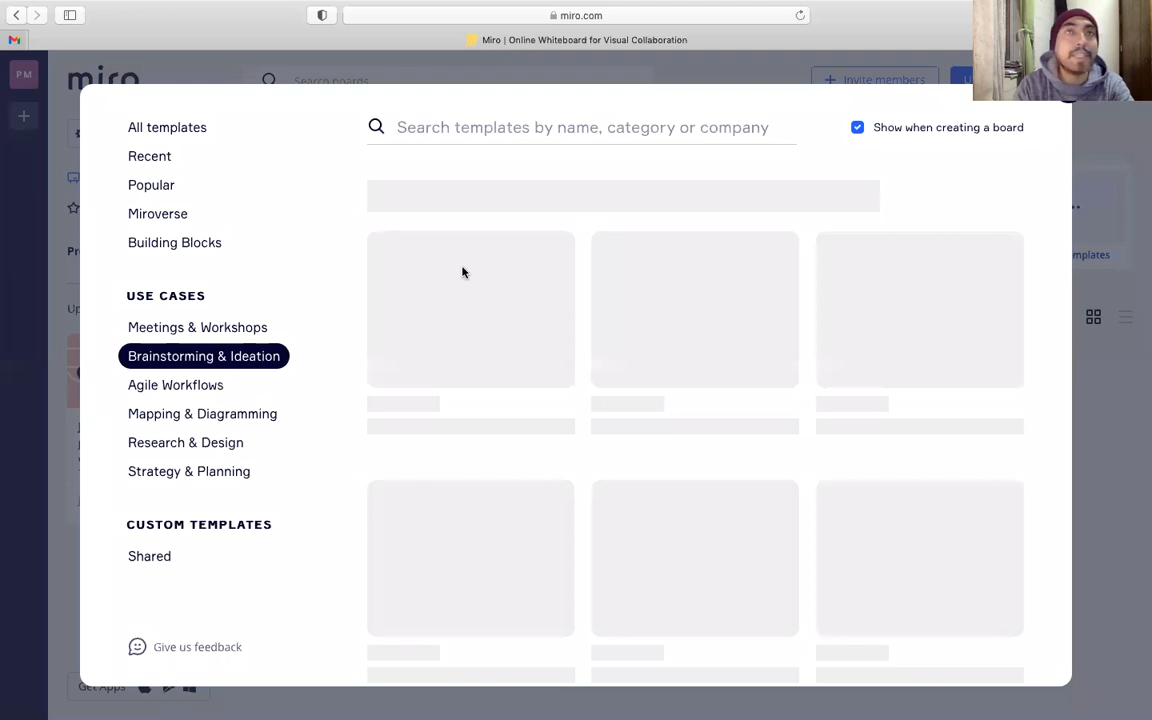 miro.com
Miro | Online Whiteboard for Visual Collaboration
PM
miro
Search boards
Invite members
All templates
Search templates by name, category or company
Show when creating a board
Recent
Popular
Miroverse
Building Blocks
USE CASES
Meetings & Workshops
Brainstorming & Ideation
Agile Workflows
Mapping & Diagramming
Research & Design
Strategy & Planning
CUSTOM TEMPLATES
Shared
Give us feedback
Get Apps